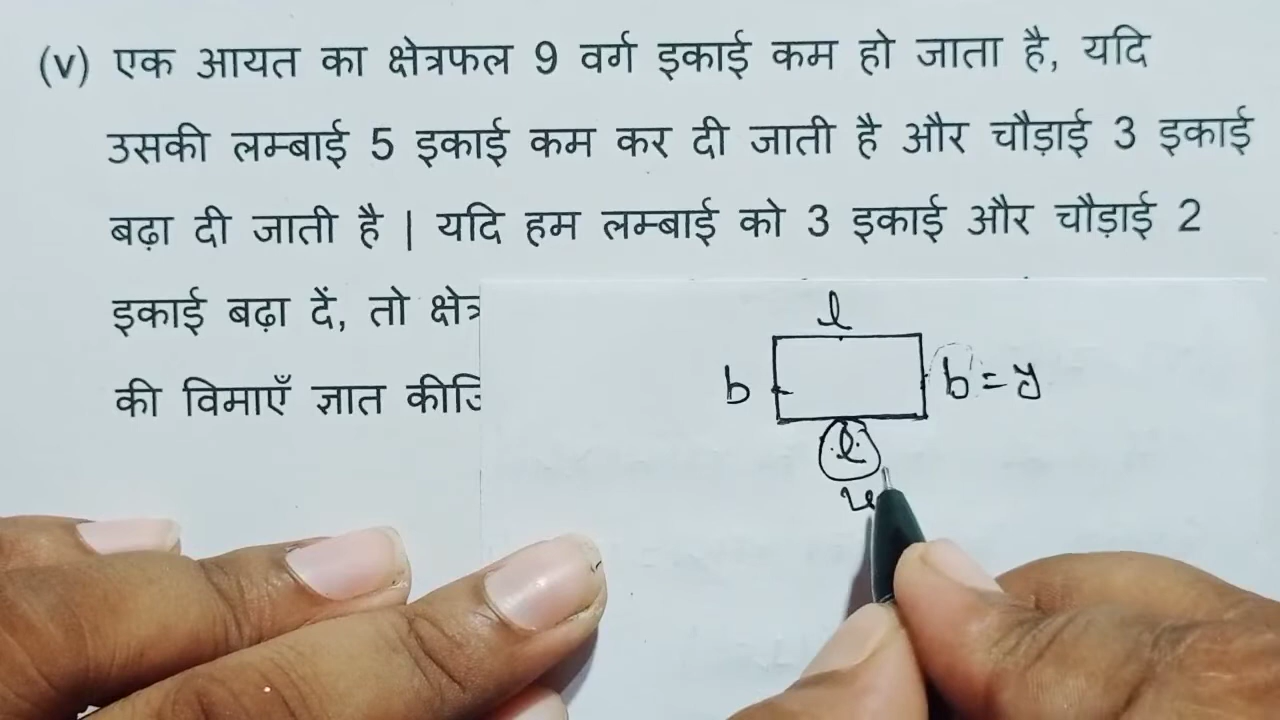 (v) एक आयत का क्षेत्रफल 9 वर्ग इकाई कम हो जाता है, यदि
उसकी लम्बाई 5 इकाई कम कर दी जाती है और चौड़ाई 3 इकाई
बढ़ा दी जाती है | यदि हम लम्बाई को 3 इकाई और चौड़ाई 2
इकाई बढ़ा दें, तो
की विमाएँ ज्ञात
l
b
b = y
l